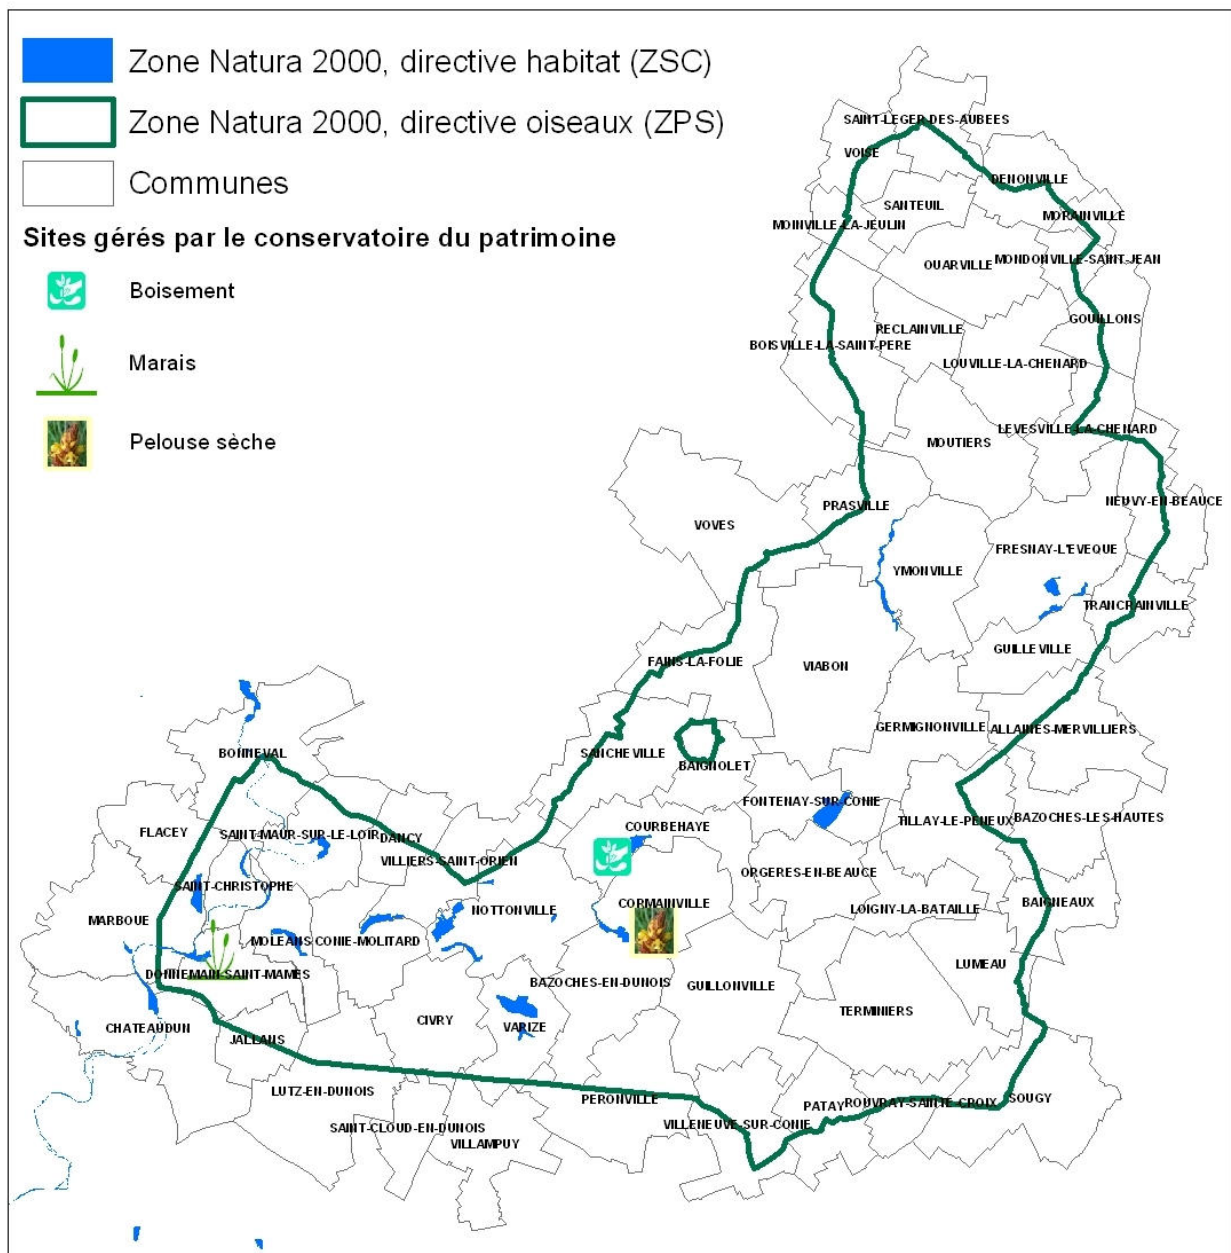 Zone Natura 2000, directive habitat (ZSC)
Zone Natura 2000, directive oiseaux (ZPS)
Communes
Sites gérés par le conservatoire du patrimoine
Boisement
Marais
Pelouse sèche
SAINT-LEGER-DES-AUBEES
VOISE
DENONVILLE
SANTEUIL
MORAINVILLE
MOINVILLE-LA-JEULIN
OUARVILLE
MONDONVILLE-SAINT-JEAN
GOUILLONS
RECLAINVILLE
BOISVILLE-LA-SAINT-PERE
LOUVILLE-LA-CHENARD
LEVESVILLE-LA-CHENARD
MOUTIERS
NEUVY-EN-BEAUCE
PRASVILLE
VOVES
FRESNAY-L'EVEQUE
YMONVILLE
TRANCRAINVILLE
GUILLEVILLE
FAINS-LA-FOLIE
VIABON
GERMIGNONVILLE
ALLAINES-MERVILLIERS
BONNEVAL
SANCHEVILLE
BAIGNOLET
FONTENAY-SUR-CONIE
BAZOCHES-LES-HAUTES
TILLAY-LE-PENEUX
COURBEHAYE
FLACEY
SAINT-MAUR-SUR-LE-LOIR
DANCY
VILLIERS-SAINT-ORIEN
ORGERES-EN-BEAUCE
SAINT-CHRISTOPHE
CORMAINVILLE
BAIGNEAUX
NOTTONVILLE
LOIGNY-LA-BATAILLE
MARBOUE
MOLEANS
CONIE-MOLITARD
LUMEAU
DONNEMAIN-SAINT-MAMES
BAZOCHES-EN-DUNOIS
GUILLONVILLE
TERMINIERS
CIVRY
VARIZE
CHATEAUDUN
JALLANS
LUTZ-EN-DUNOIS
PERONVILLE
SOUGY
PATAY
ROUVRAY-SAINTE-CROIX
VILLENEUVE-SUR-CONIE
SAINT-CLOUD-EN-DUNOIS
VILLAMPUY